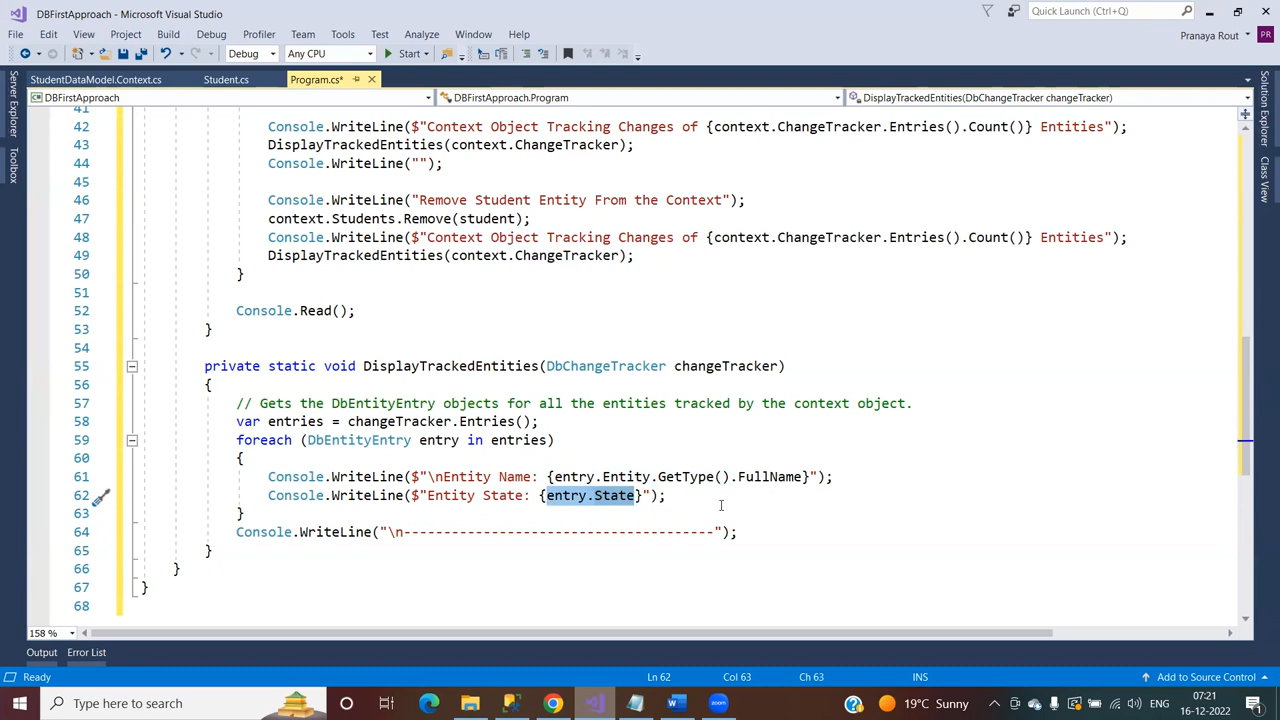 DBFirstApproach - Microsoft Visual Studio
Quick Launch (Ctrl+Q)
File Edit View Project Build Debug Profiler Team Tools Test Analyze Window Help
Pranaya Rout PR
Debug Any CPU Start
StudentDataModel.Context.cs Student.cs Program.cs*
DBFirstApproach DBFirstApproach.Program DisplayTrackedEntities(DbChangeTracker changeTracker)
Server Explorer
Toolbox
Solution Explorer
Class View
41
42 Console.WriteLine($"Context Object Tracking Changes of {context.ChangeTracker.Entries().Count()} Entities");
43 DisplayTrackedEntities(context.ChangeTracker);
44 Console.WriteLine("");
45
46 Console.WriteLine("Remove Student Entity From the Context");
47 context.Students.Remove(student);
48 Console.WriteLine($"Context Object Tracking Changes of {context.ChangeTracker.Entries().Count()} Entities");
49 DisplayTrackedEntities(context.ChangeTracker);
50 }
51
52 Console.Read();
53 }
54
55 private static void DisplayTrackedEntities(DbChangeTracker changeTracker)
56 {
57 // Gets the DbEntityEntry objects for all the entities tracked by the context object.
58 var entries = changeTracker.Entries();
59 foreach (DbEntityEntry entry in entries)
60 {
61 Console.WriteLine($"\nEntity Name: {entry.Entity.GetType().FullName}");
62 Console.WriteLine($"Entity State: {entry.State}");
63 }
64 Console.WriteLine("\n---------------------------------------");
65 }
66 }
67 }
68
158 %
Output Error List
Ready Ln 62 Col 63 Ch 63 INS Add to Source Control
Type here to search 19°C Sunny ENG 07:21
16-12-2022